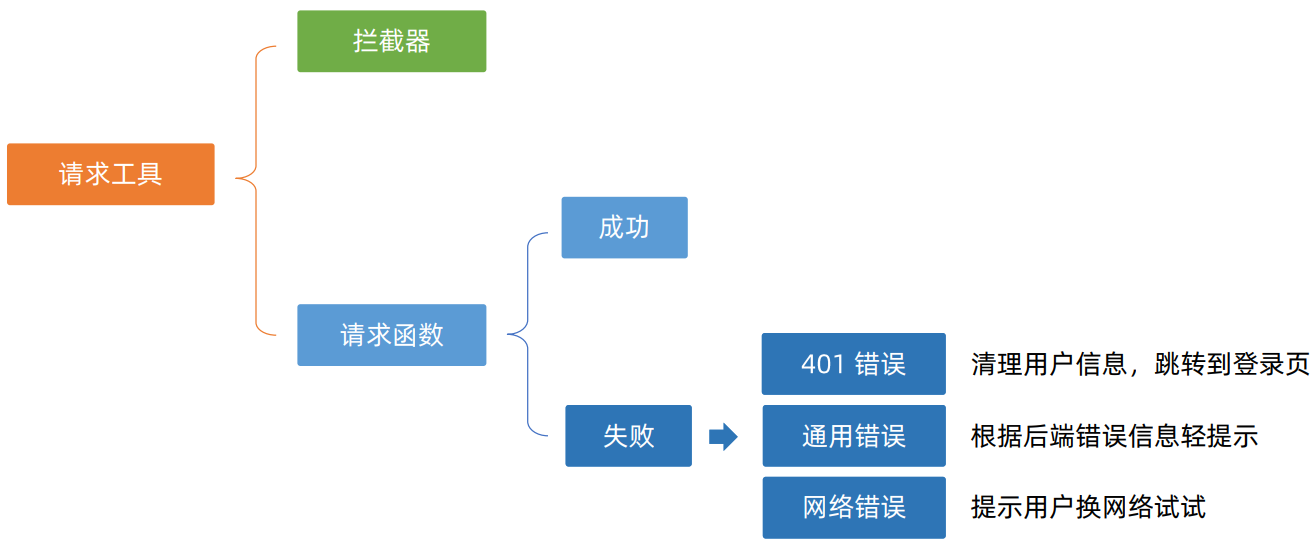 拦截器
请求工具
成功
请求函数
401 错误 清理用户信息，跳转到登录页
失败
通用错误 根据后端错误信息轻提示
网络错误 提示用户换网络试试